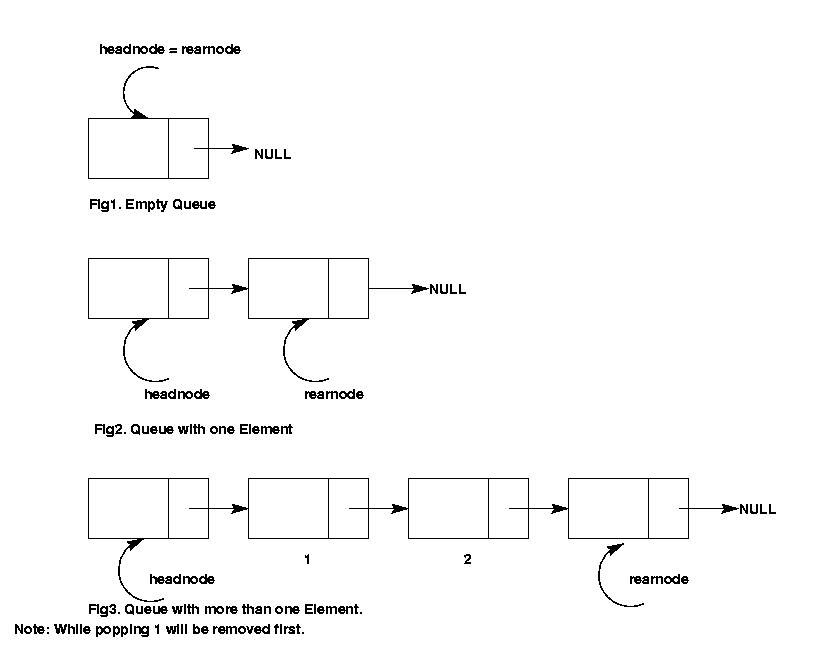 headnode = rearnode
NULL
Fig1. Empty Queue
NULL
headnode
rearnode
Fig2. Queue with one Element
NULL
1
2
headnode
rearnode
Fig3. Queue with more than one Element.
Note: While popping 1 will be removed first.